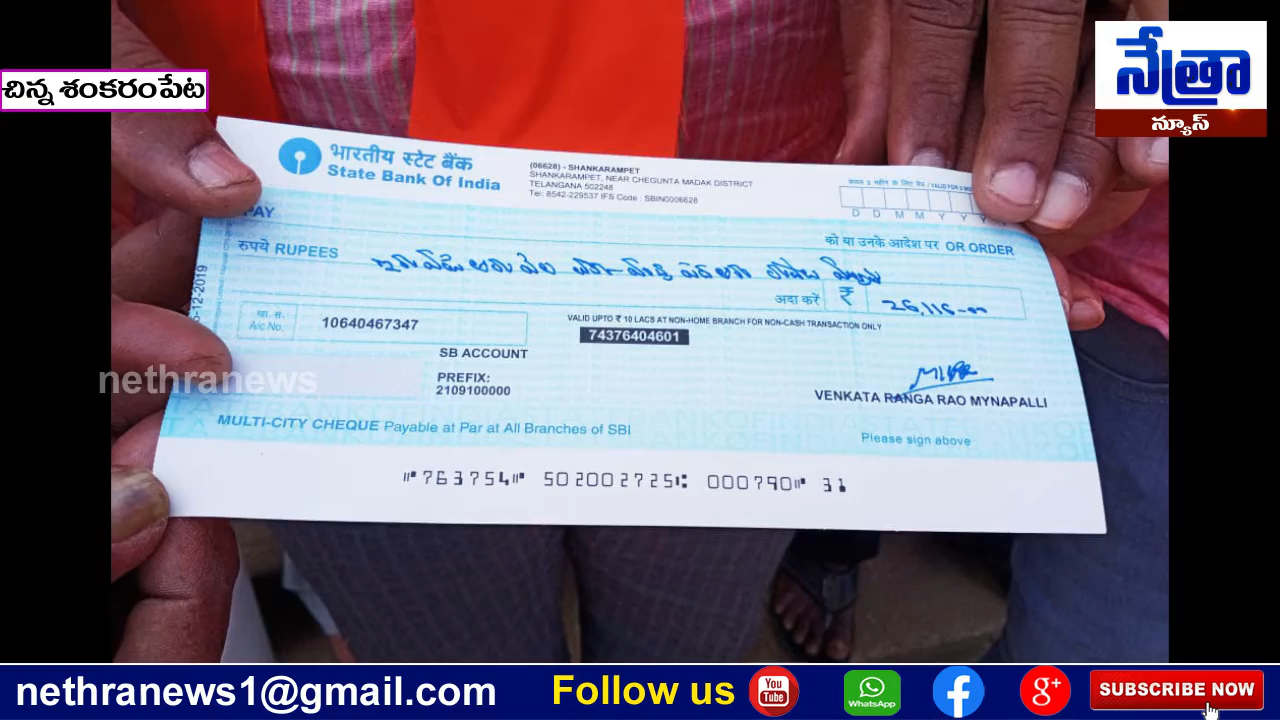 చిన్న శంకరంపేట
నేత్రా
న్యూస్
भारतीय स्टेट बैंक
State Bank Of India
(06628) - SHANKARAMPET
SHANKARAMPET, NEAR CHEGUNTA MADAK DISTRICT
TELANGANA 502248
Tel: 8542-229537 IFS Code : SBIN0006628
D D M M Y Y
PAY
को या उनके आदेश पर OR ORDER
रुपये RUPEES
अदा करें ₹ 26,116-00
खा. सं.
A/c No.
10640467347
VALID UPTO ₹ 10 LACS AT NON-HOME BRANCH FOR NON-CASH TRANSACTION ONLY
74376404601
SB ACCOUNT
PREFIX:
2109100000
VENKATA RANGA RAO MYNAPALLI
nethranews
MULTI-CITY CHEQUE Payable at Par at All Branches of SBI
Please sign above
⑈763754⑈ 502002725⑆ 000790⑈ 31
nethranews1@gmail.com
Follow us
You
Tube
WhatsApp
f
g+
SUBSCRIBE NOW